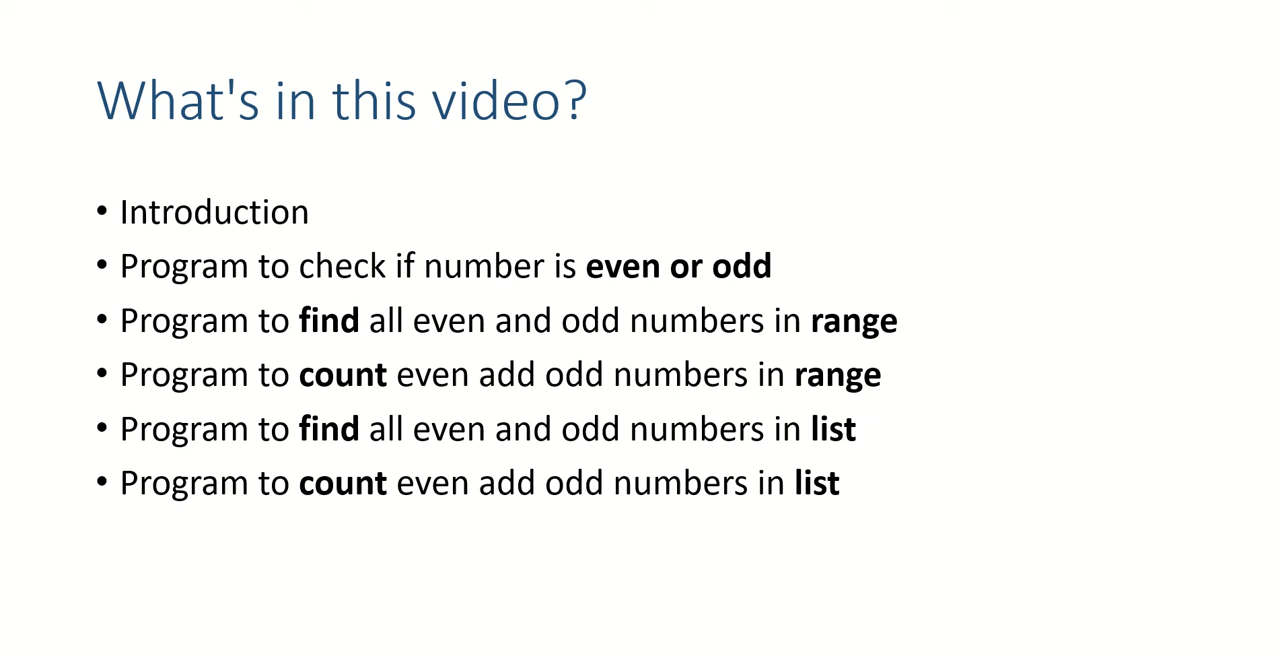 What's in this video?
• Introduction
• Program to check if number is even or odd
• Program to find all even and odd numbers in range
• Program to count even add odd numbers in range
• Program to find all even and odd numbers in list
• Program to count even add odd numbers in list